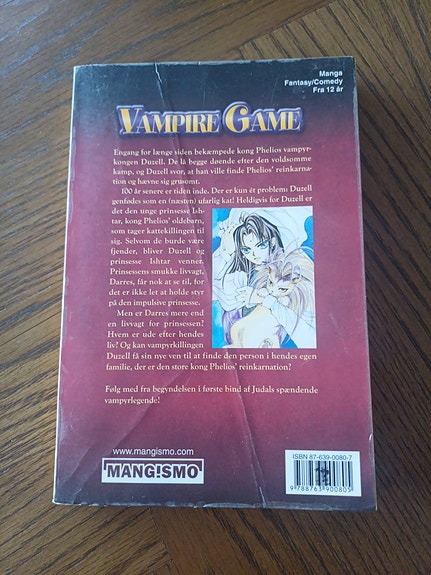 Manga
Fantasy/Comedy
Fra 12 år
VAMPIRE GAME
Engang for længe siden bekæmpede kong Phelios vampyr-
kongen Duzell. De lå begge døende efter den voldsomme
kamp, og Duzell svor, at han ville finde Phelios' reinkarna-
tion og hævne sig grusomt.
100 år senere er tiden inde. Der er kun ét problem: Duzell
genfødes som en (næsten) ufarlig kat! Heldigvis for Duzell er
det den unge prinsesse Ish-
tar, kong Phelios' oldebarn,
som tager kattekillingen til
sig. Selvom de burde være
fjender, bliver Duzell og
prinsesse Ishtar venner.
Prinsessens smukke livvagt,
Darres, får nok at se til, for
det er ikke let at holde styr
på den impulsive prinsesse.
Men er Darres mere end
en livvagt for prinsessen?
Hvem er ude efter hendes
liv? Og kan vampyrkillingen
Duzell få sin nye ven til at finde den person i hendes egen
familie, der er den store kong Phelios' reinkarnation?
Følg med fra begyndelsen i første bind af Judals spændende
vampyrlegende!
www.mangismo.com
MANGISMO
ISBN 87-639-0080-7
9 788763 900805